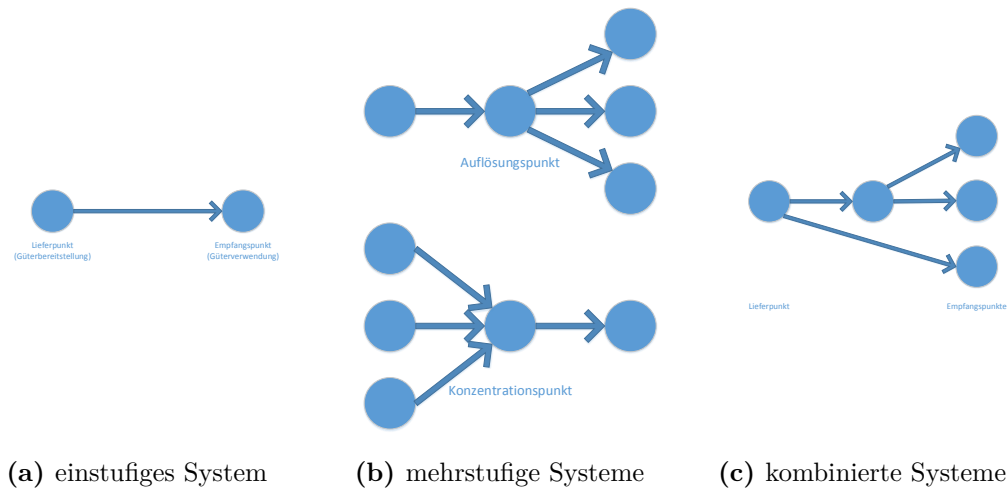 Lieferpunkt
(Güterbereitstellung)
Empfangspunkt
(Güterverwendung)
Auflösungspunkt
Konzentrationspunkt
Lieferpunkt
Empfangspunkte
(a) einstufiges System
(b) mehrstufige Systeme
(c) kombinierte Systeme